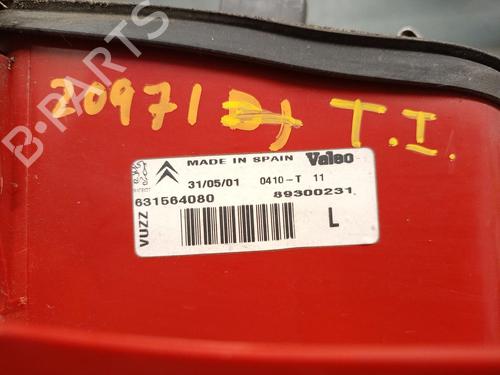 20971
T.I.
MADE IN SPAIN Valeo
31/05/01 0410-T 11
631564080 89300231
VUZZ
L
B-PARTS